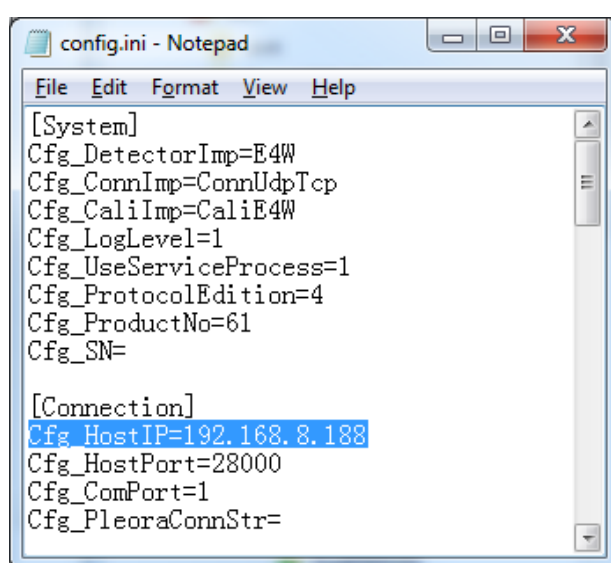 config.ini - Notepad
File Edit Format View Help
[System]
Cfg_DetectorImp=E4W
Cfg_ConnImp=ConnUdpTcp
Cfg_CaliImp=CaliE4W
Cfg_LogLevel=1
Cfg_UseServiceProcess=1
Cfg_ProtocolEdition=4
Cfg_ProductNo=61
Cfg_SN=
[Connection]
Cfg_HostIP=192.168.8.188
Cfg_HostPort=28000
Cfg_ComPort=1
Cfg_PleoraConnStr=